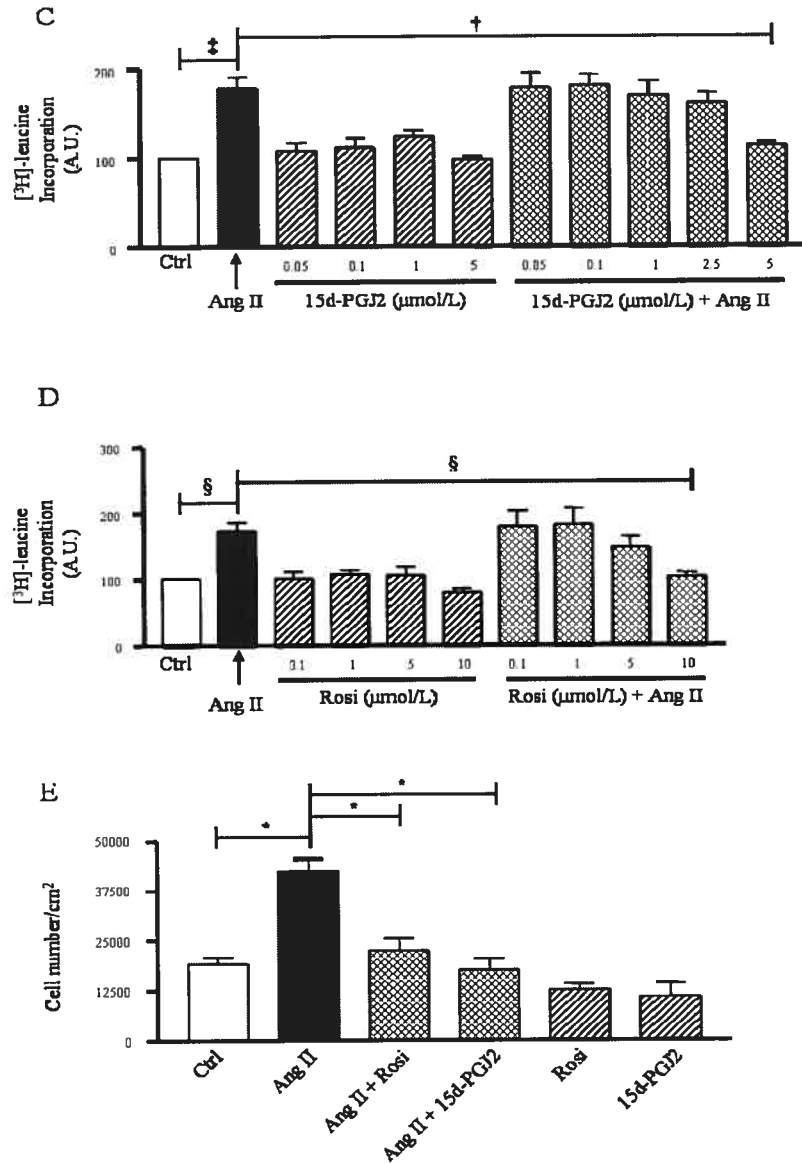 C
‡
†
[³H]-leucine
Incorporation
(A.U.)
200
100
0
Ctrl
0.05 0.1 1 5
0.05 0.1 1 2.5 5
Ang II
15d-PGJ2 (μmol/L)
15d-PGJ2 (μmol/L) + Ang II
D
§
§
[³H]-leucine
Incorporation
(A.U.)
300
200
100
0
Ctrl
0.1 1 5 10
0.1 1 5 10
Ang II
Rosi (μmol/L)
Rosi (μmol/L) + Ang II
E
*
*
*
Cell number/cm²
50000
37500
25000
12500
0
Ctrl
Ang II
Ang II + Rosi
Ang II + 15d-PGJ2
Rosi
15d-PGJ2